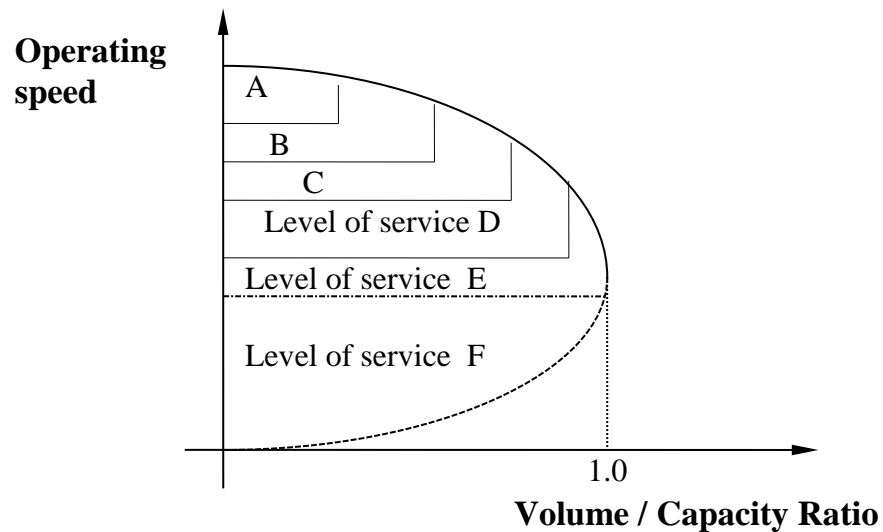 Operating
speed
A
B
C
Level of service D
Level of service E
Level of service F
1.0
Volume / Capacity Ratio